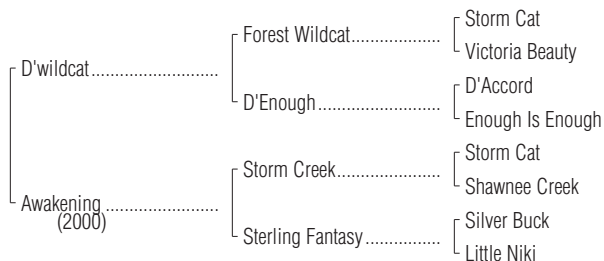 Storm Cat
Forest Wildcat....................
Victoria Beauty
D'wildcat.........................
D'Accord
D'Enough........................
Enough Is Enough
Storm Cat
Storm Creek.....................
Shawnee Creek
Awakening ......................
(2000)
Silver Buck
Sterling Fantasy ...............
Little Niki